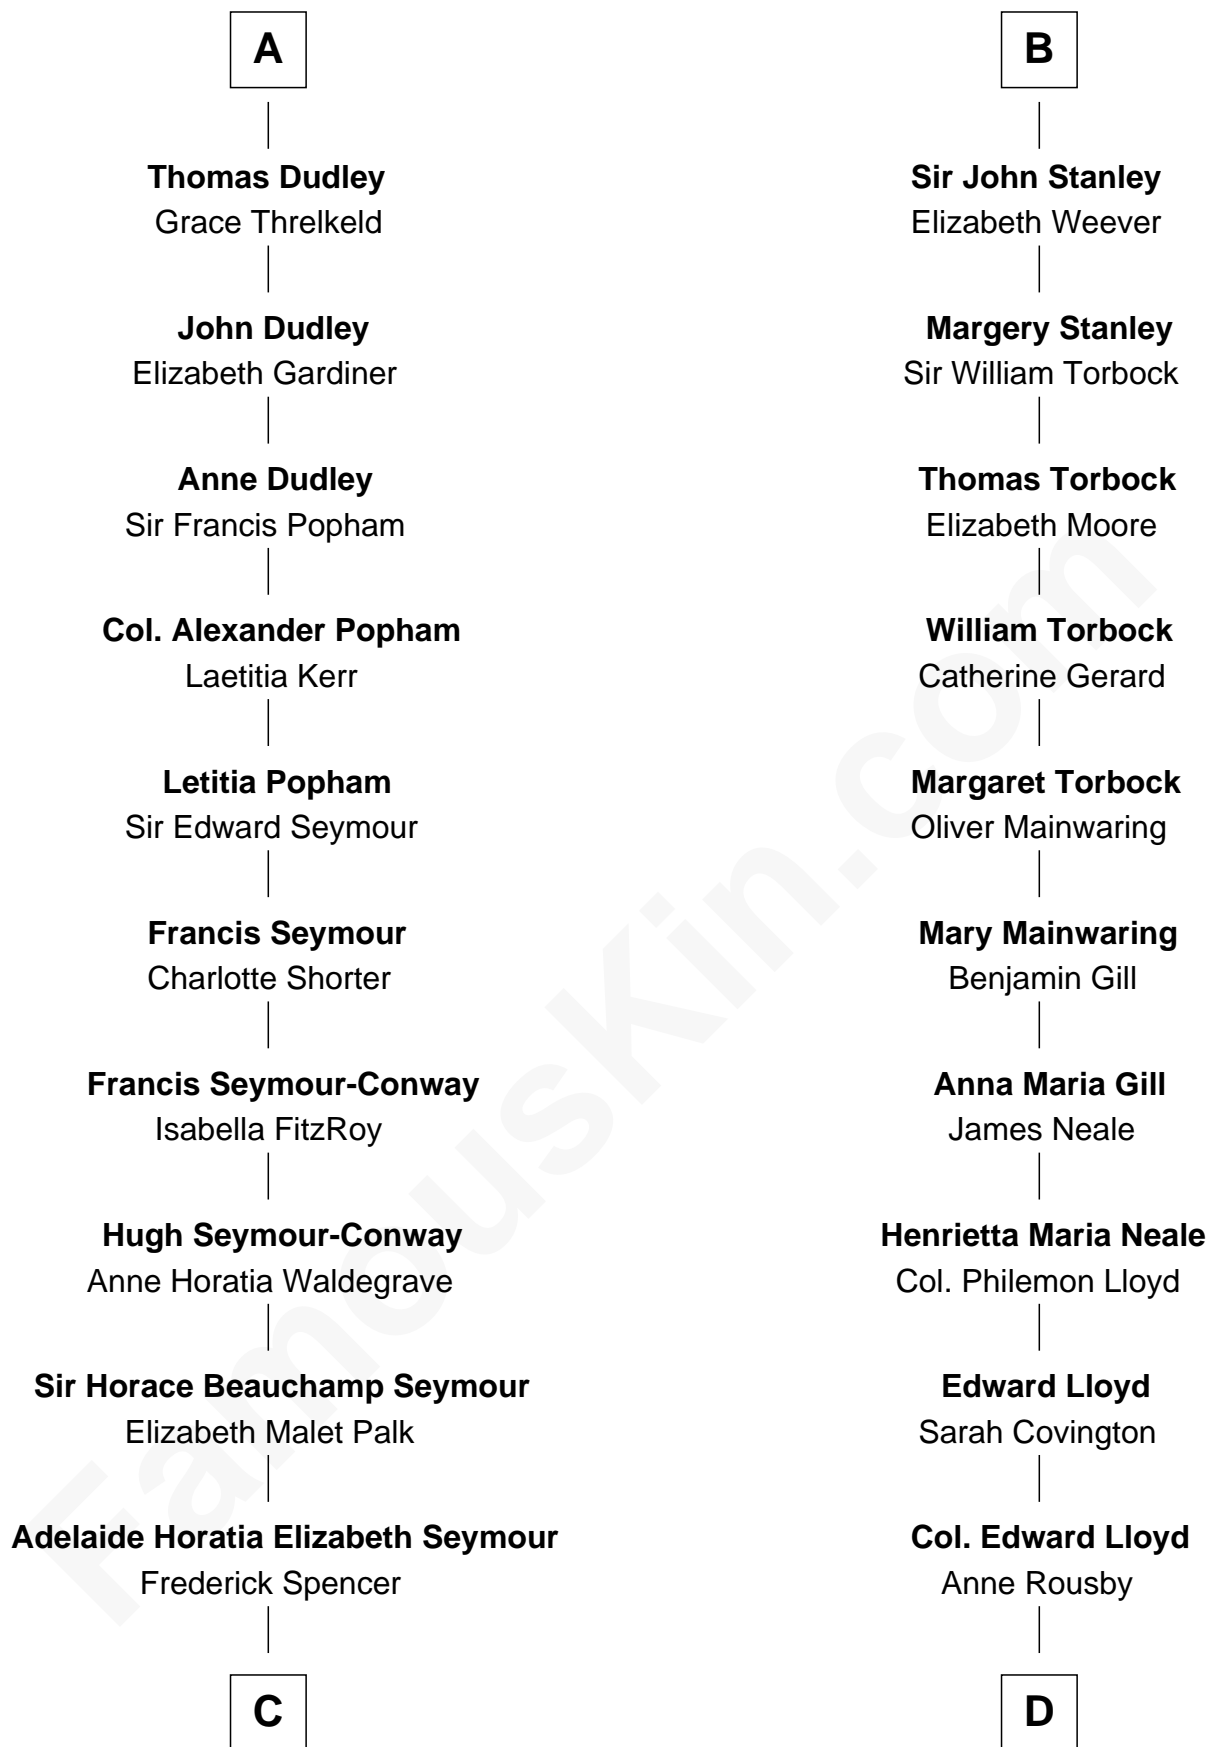 A
Thomas Dudley
Grace Threlkeld
John Dudley
Elizabeth Gardiner
Anne Dudley
Sir Francis Popham
Col. Alexander Popham
Laetitia Kerr
Letitia Popham
Sir Edward Seymour
Francis Seymour
Charlotte Shorter
Francis Seymour-Conway
Isabella FitzRoy
Hugh Seymour-Conway
Anne Horatia Waldegrave
Sir Horace Beauchamp Seymour
Elizabeth Malet Palk
Adelaide Horatia Elizabeth Seymour
Frederick Spencer
C
B
Sir John Stanley
Elizabeth Weever
Margery Stanley
Sir William Torbock
Thomas Torbock
Elizabeth Moore
William Torbock
Catherine Gerard
Margaret Torbock
Oliver Mainwaring
Mary Mainwaring
Benjamin Gill
Anna Maria Gill
James Neale
Henrietta Maria Neale
Col. Philemon Lloyd
Edward Lloyd
Sarah Covington
Col. Edward Lloyd
Anne Rousby
D
FamousKin.com